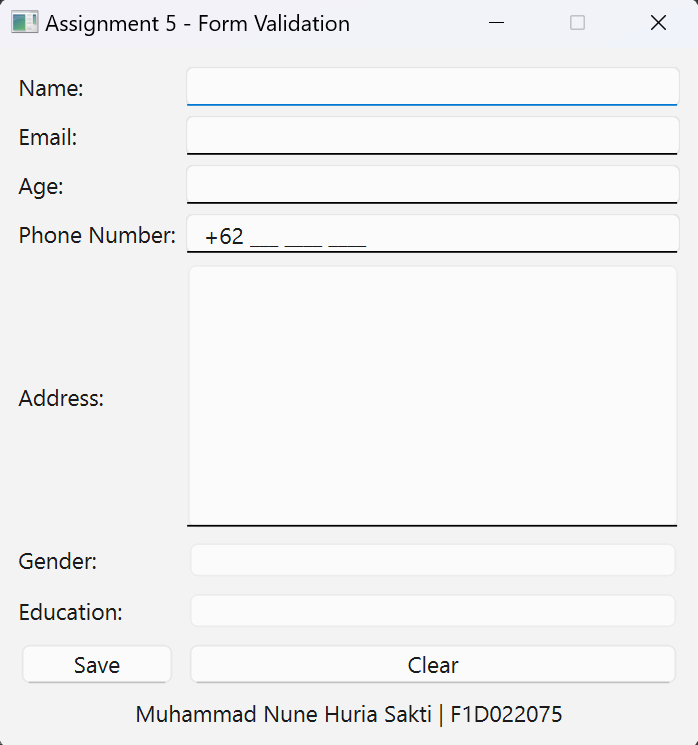 Assignment 5 - Form Validation
Name:
Email:
Age:
Phone Number: +62 ___ ____ ____
Address:
Gender:
Education:
Save Clear
Muhammad Nune Huria Sakti | F1D022075